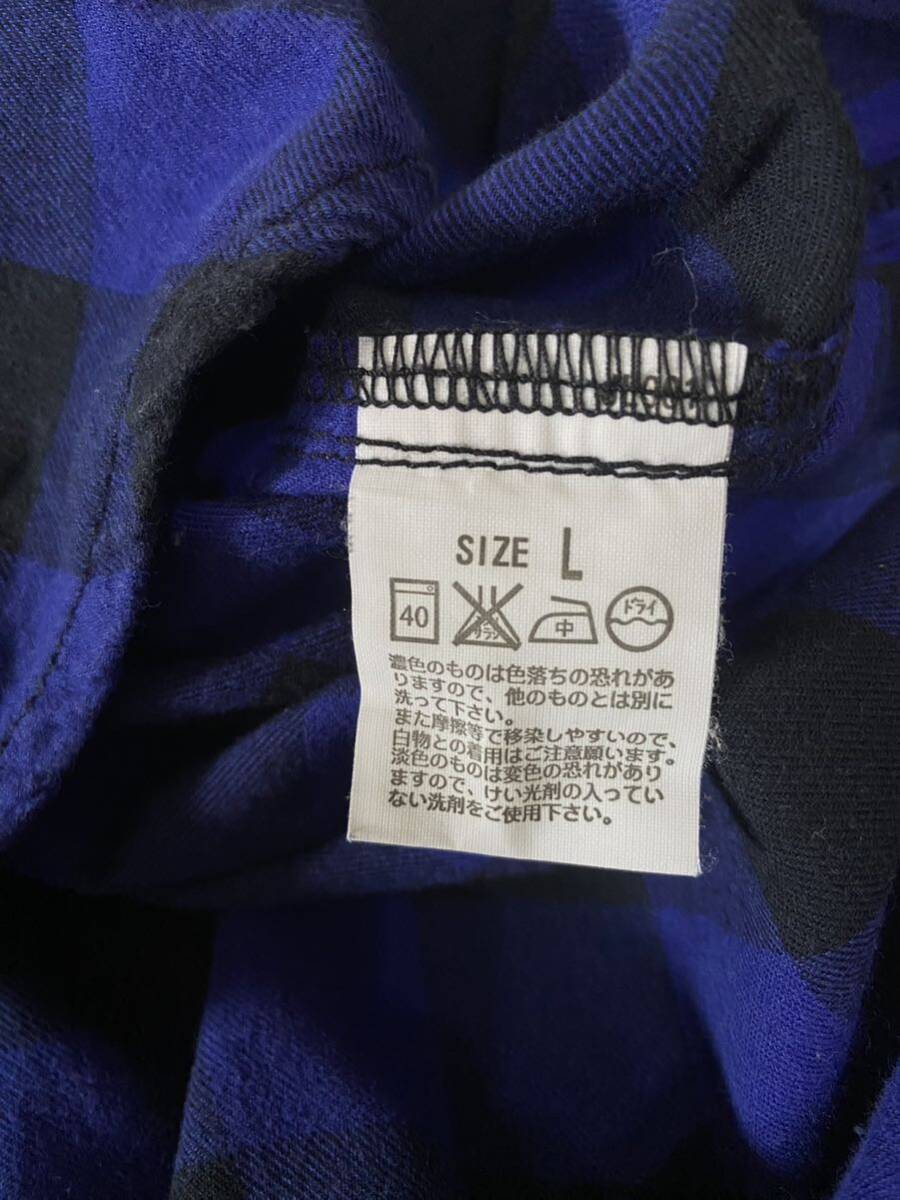 SIZE L
40 サラシ 中 ドライ
濃色のものは色落ちの恐れがあ
りますので、他のものとは別に
洗って下さい。
また摩擦等で移染しやすいので、
白物との着用はご注意願います。
淡色のものは変色の恐れがあり
ますので、けい光剤の入ってい
ない洗剤をご使用下さい。